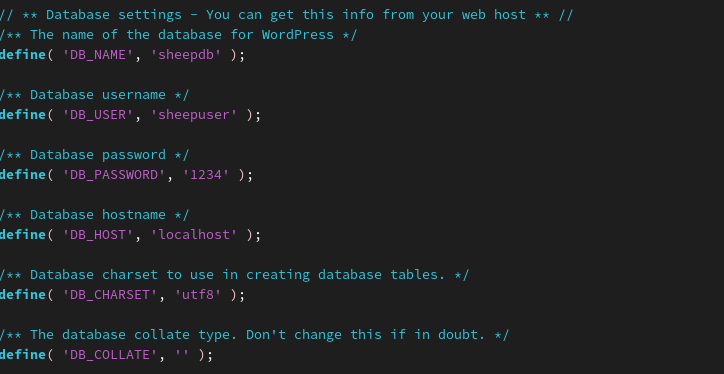 // ** Database settings - You can get this info from your web host ** //
/** The name of the database for WordPress */
define( 'DB_NAME', 'sheepdb' );
/** Database username */
define( 'DB_USER', 'sheepuser' );
/** Database password */
define( 'DB_PASSWORD', '1234' );
/** Database hostname */
define( 'DB_HOST', 'localhost' );
/** Database charset to use in creating database tables. */
define( 'DB_CHARSET', 'utf8' );
/** The database collate type. Don't change this if in doubt. */
define( 'DB_COLLATE', '' );